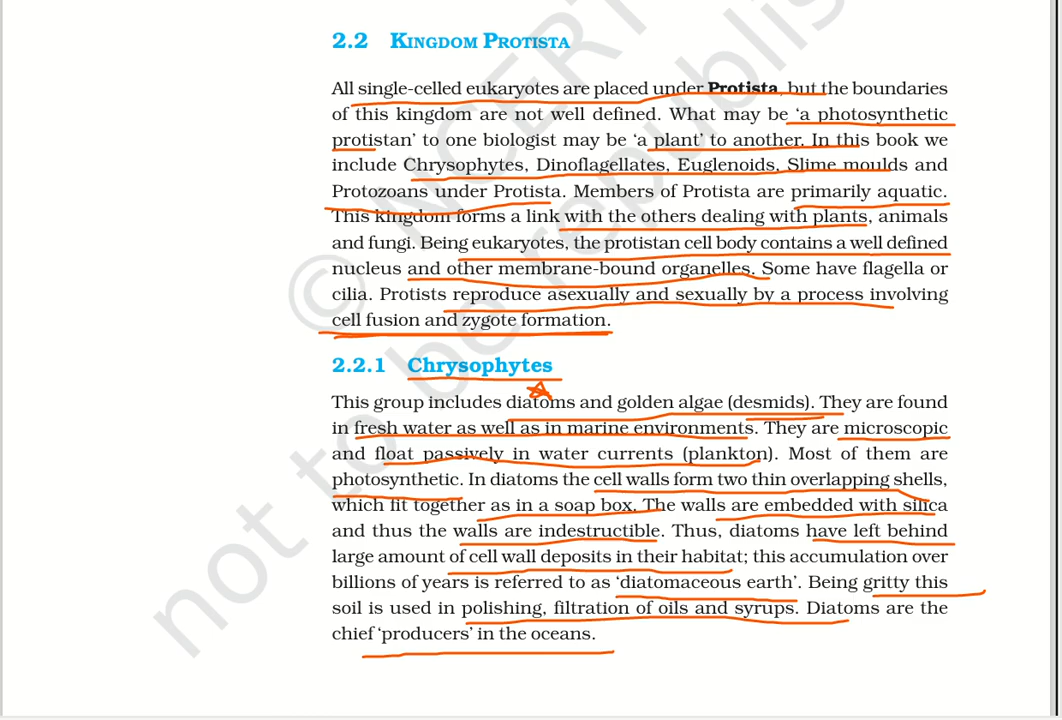 2.2 KINGDOM PROTISTA
All single-celled eukaryotes are placed under Protista, but the boundaries
of this kingdom are not well defined. What may be ‘a photosynthetic
protistan’ to one biologist may be ‘a plant’ to another. In this book we
include Chrysophytes, Dinoflagellates, Euglenoids, Slime moulds and
Protozoans under Protista. Members of Protista are primarily aquatic.
This kingdom forms a link with the others dealing with plants, animals
and fungi. Being eukaryotes, the protistan cell body contains a well defined
nucleus and other membrane-bound organelles. Some have flagella or
cilia. Protists reproduce asexually and sexually by a process involving
cell fusion and zygote formation.
2.2.1 Chrysophytes
This group includes diatoms and golden algae (desmids). They are found
in fresh water as well as in marine environments. They are microscopic
and float passively in water currents (plankton). Most of them are
photosynthetic. In diatoms the cell walls form two thin overlapping shells,
which fit together as in a soap box. The walls are embedded with silica
and thus the walls are indestructible. Thus, diatoms have left behind
large amount of cell wall deposits in their habitat; this accumulation over
billions of years is referred to as ‘diatomaceous earth’. Being gritty this
soil is used in polishing, filtration of oils and syrups. Diatoms are the
chief ‘producers’ in the oceans.
© NCERT
not to be republis